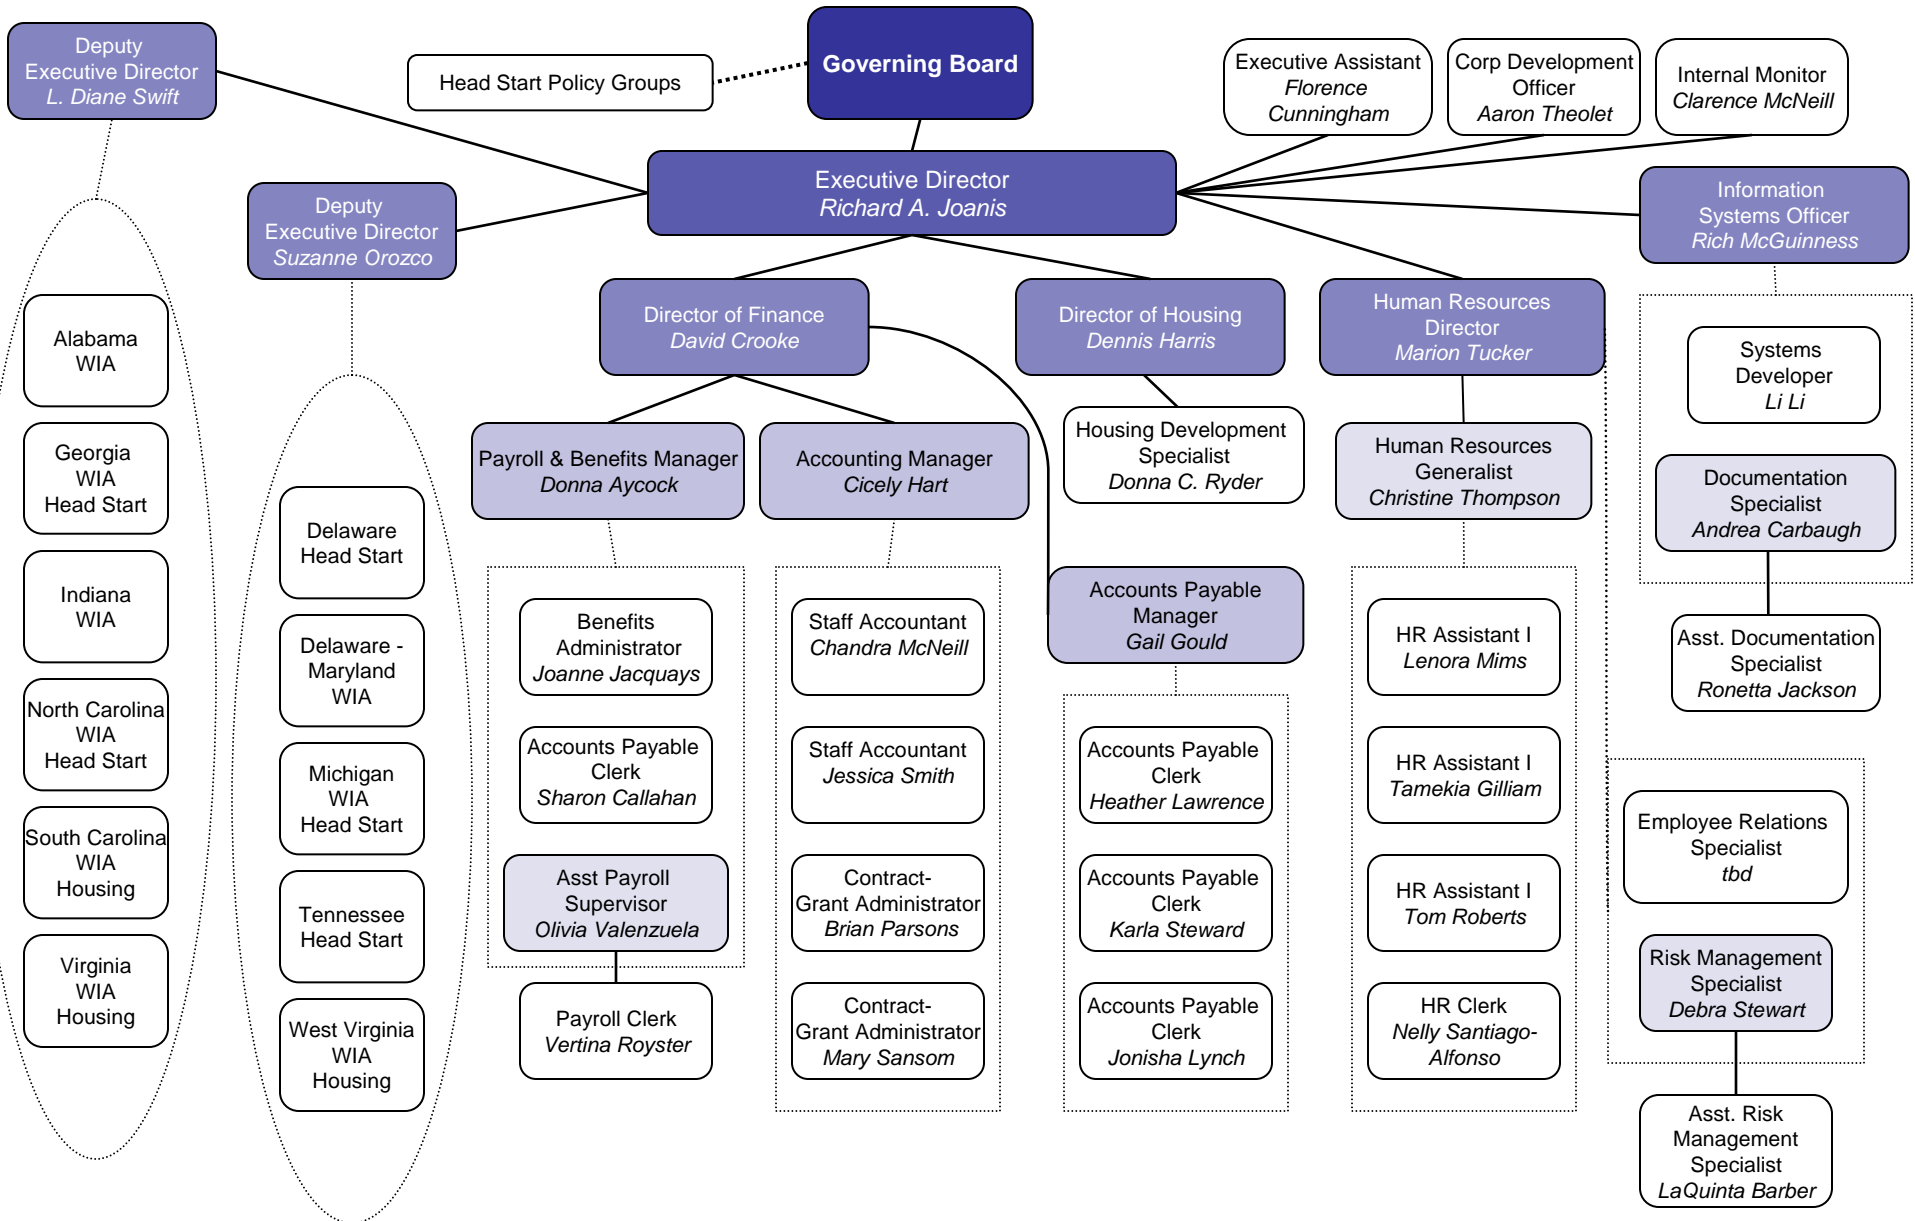 Deputy
Executive Director
L. Diane Swift
Head Start Policy Groups
Governing Board
Executive Assistant
Florence
Cunningham
Corp Development
Officer
Aaron Theolet
Internal Monitor
Clarence McNeill
Executive Director
Richard A. Joanis
Deputy
Executive Director
Suzanne Orozco
Information
Systems Officer
Rich McGuinness
Director of Finance
David Crooke
Director of Housing
Dennis Harris
Human Resources
Director
Marion Tucker
Alabama
WIA
Georgia
WIA
Head Start
Indiana
WIA
North Carolina
WIA
Head Start
South Carolina
WIA
Housing
Virginia
WIA
Housing
Delaware
Head Start
Delaware -
Maryland
WIA
Michigan
WIA
Head Start
Tennessee
Head Start
West Virginia
WIA
Housing
Payroll & Benefits Manager
Donna Aycock
Benefits
Administrator
Joanne Jacquays
Accounts Payable
Clerk
Sharon Callahan
Asst Payroll
Supervisor
Olivia Valenzuela
Payroll Clerk
Vertina Royster
Accounting Manager
Cicely Hart
Staff Accountant
Chandra McNeill
Staff Accountant
Jessica Smith
Contract-
Grant Administrator
Brian Parsons
Contract-
Grant Administrator
Mary Sansom
Housing Development
Specialist
Donna C. Ryder
Accounts Payable
Manager
Gail Gould
Accounts Payable
Clerk
Heather Lawrence
Accounts Payable
Clerk
Karla Steward
Accounts Payable
Clerk
Jonisha Lynch
Human Resources
Generalist
Christine Thompson
HR Assistant I
Lenora Mims
HR Assistant I
Tamekia Gilliam
HR Assistant I
Tom Roberts
HR Clerk
Nelly Santiago-
Alfonso
Systems
Developer
Li Li
Documentation
Specialist
Andrea Carbaugh
Asst. Documentation
Specialist
Ronetta Jackson
Employee Relations
Specialist
tbd
Risk Management
Specialist
Debra Stewart
Asst. Risk
Management
Specialist
LaQuinta Barber